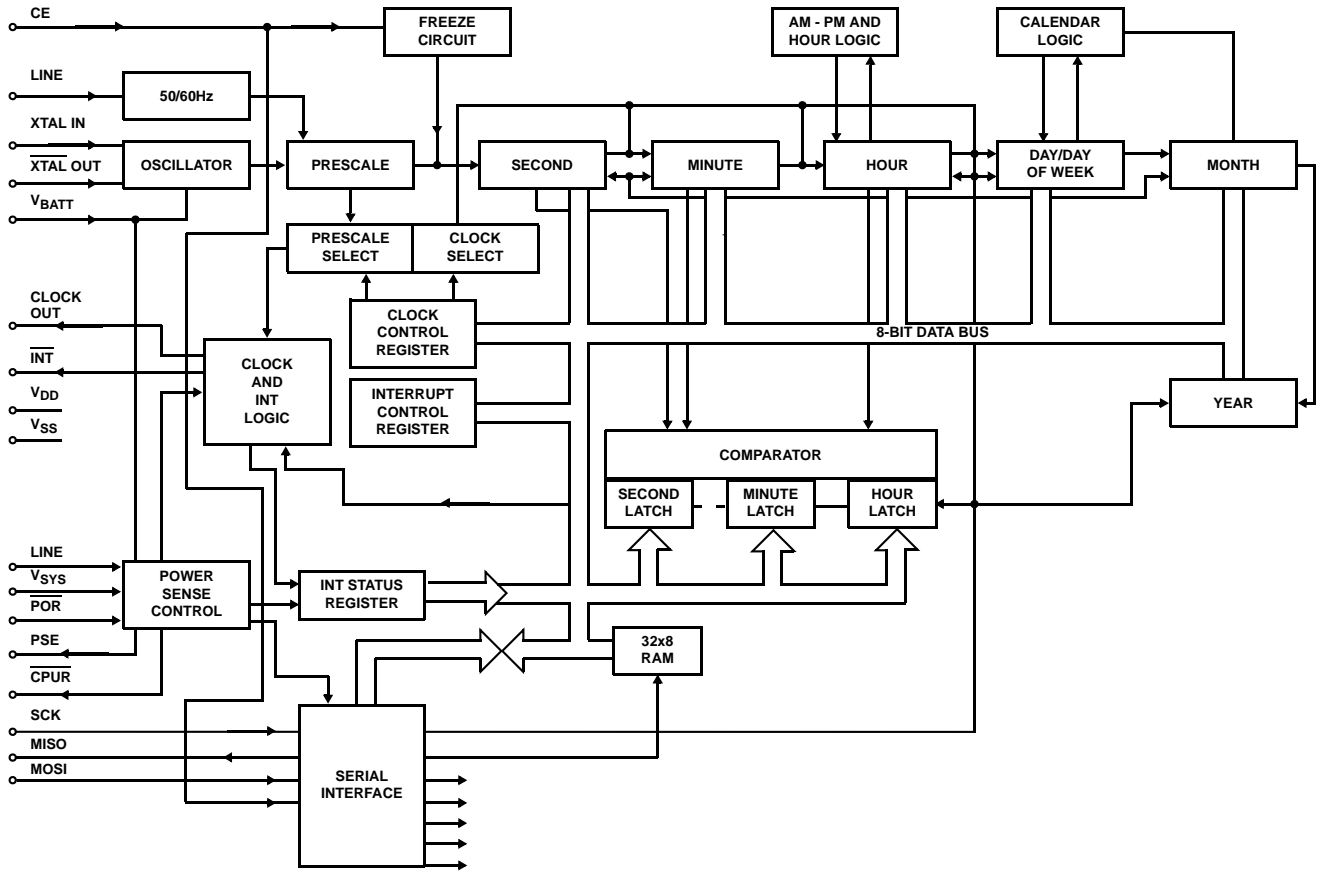 CE
FREEZE
CIRCUIT
AM - PM AND
HOUR LOGIC
CALENDAR
LOGIC
LINE
50/60Hz
XTAL IN
XTAL OUT
OSCILLATOR
PRESCALE
SECOND
MINUTE
HOUR
DAY/DAY
OF WEEK
MONTH
VBATT
PRESCALE
SELECT
CLOCK
SELECT
CLOCK
OUT
CLOCK
CONTROL
REGISTER
8-BIT DATA BUS
INT
CLOCK
AND
INT
LOGIC
VDD
VSS
INTERRUPT
CONTROL
REGISTER
YEAR
COMPARATOR
SECOND
LATCH
MINUTE
LATCH
HOUR
LATCH
LINE
VSYS
POR
PSE
CPUR
POWER
SENSE
CONTROL
INT STATUS
REGISTER
32x8
RAM
SCK
MISO
MOSI
SERIAL
INTERFACE